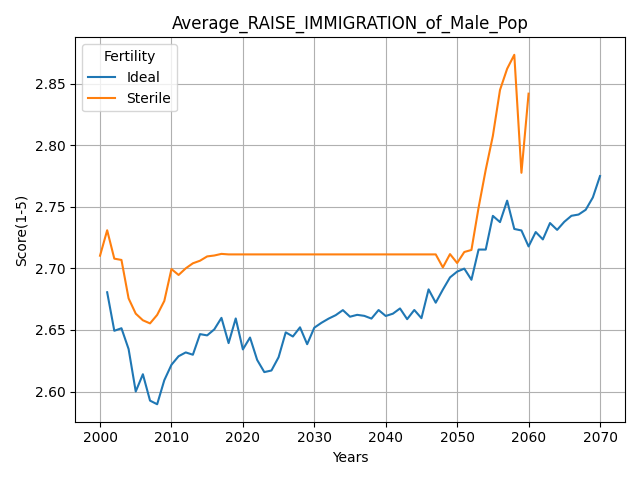 Average_RAISE_IMMIGRATION_of_Male_Pop
Fertility
Ideal
Sterile
Score(1-5)
2.85
2.80
2.75
2.70
2.65
2.60
2000 2010 2020 2030 2040 2050 2060 2070
Years